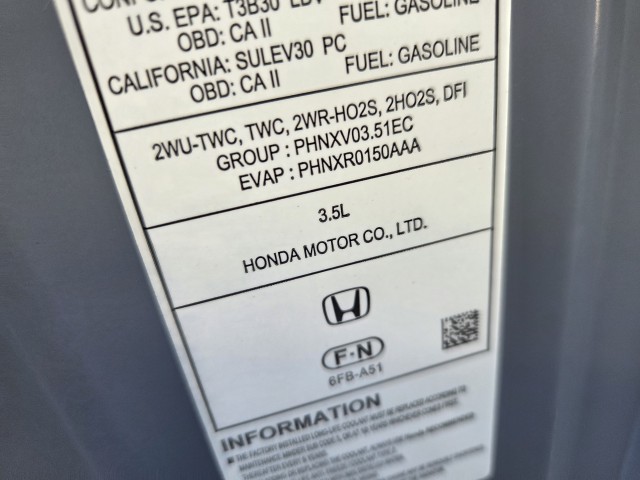 U.S. EPA: T3B30 LDV
OBD: CA II
FUEL: GASOLINE
CALIFORNIA: SULEV30 PC
OBD: CA II
FUEL: GASOLINE
2WU-TWC, TWC, 2WR-HO2S, 2HO2S, DFI
GROUP : PHNXV03.51EC
EVAP : PHNXR0150AAA
3.5L
HONDA MOTOR CO., LTD.
F·N
6FB-A51
INFORMATION